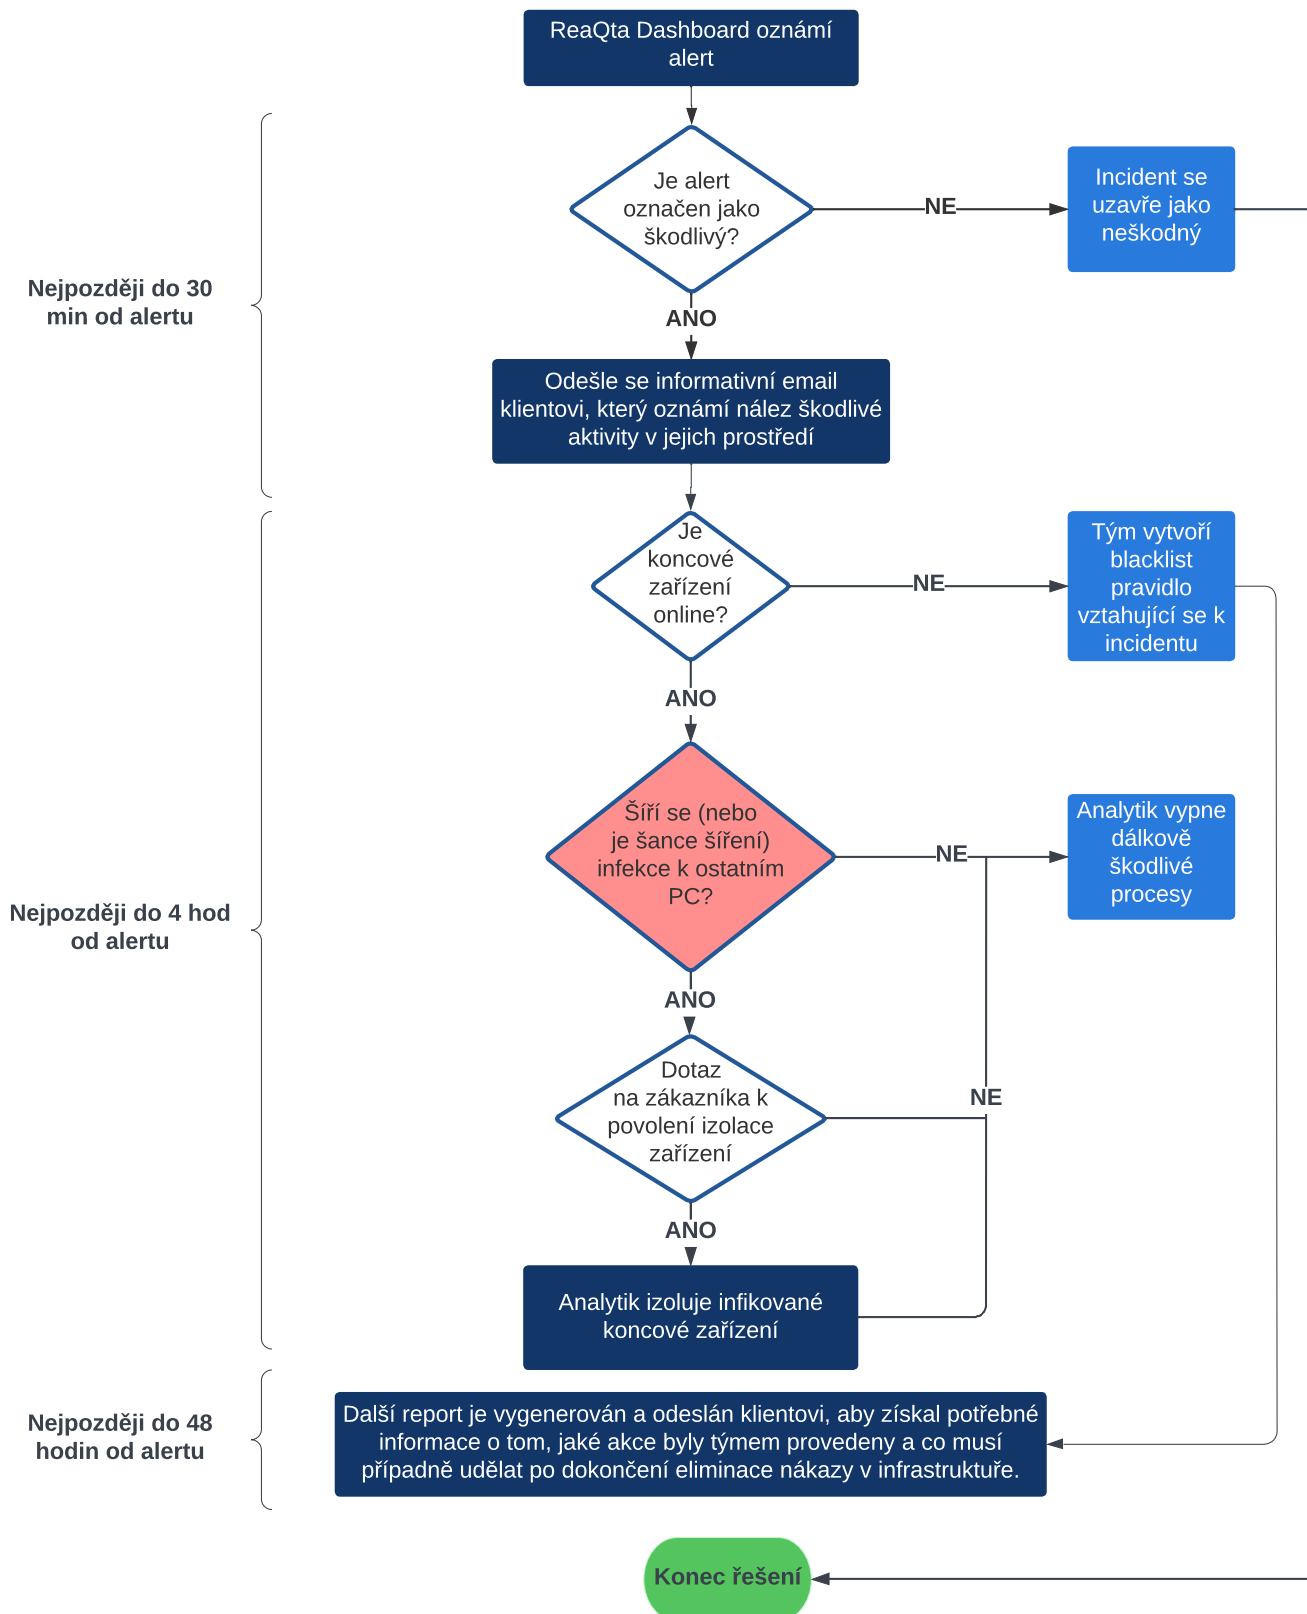 ReaQta Dashboard oznámí
alert
Je alert
označen jako
škodlivý?
NE
Incident se
uzavře jako
neškodný
Nejpozději do 30
min od alertu
ANO
Odešle se informativní email
klientovi, který oznámí nález škodlivé
aktivity v jejich prostředí
Je
koncové
zařízení
online?
NE
Tým vytvoří
blacklist
pravidlo
vztahující se k
incidentu
ANO
Šíří se (nebo
je šance šíření)
infekce k ostatním
PC?
NE
Analytik vypne
dálkově
škodlivé
procesy
Nejpozději do 4 hod
od alertu
ANO
Dotaz
na zákazníka k
povolení izolace
zařízení
NE
ANO
Analytik izoluje infikované
koncové zařízení
Nejpozději do 48
hodin od alertu
Další report je vygenerován a odeslán klientovi, aby získal potřebné
informace o tom, jaké akce byly týmem provedeny a co musí
případně udělat po dokončení eliminace nákazy v infrastruktuře.
Konec řešení